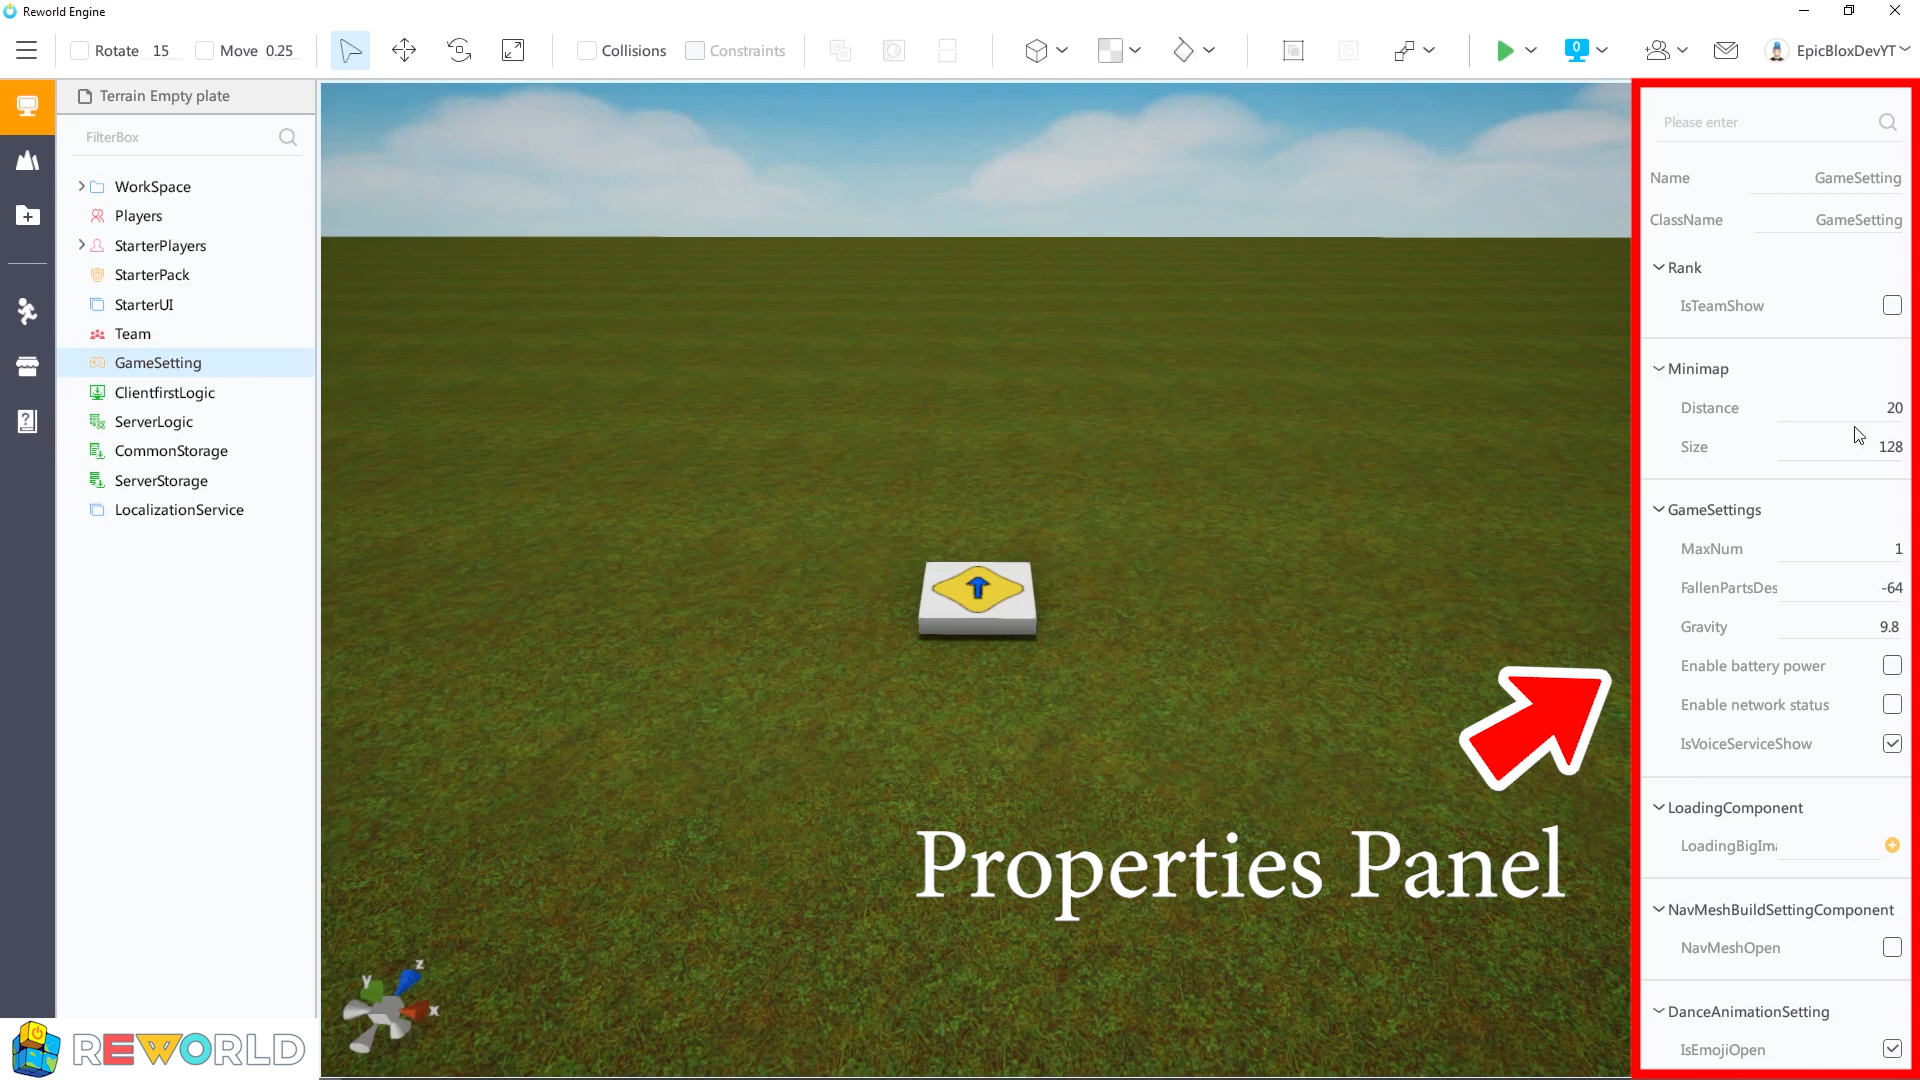 Reworld Engine
Rotate 15 Move 0.25 Collisions Constraints 0 EpicBloxDevYT
Terrain Empty plate
FilterBox
WorkSpace
Players
StarterPlayers
StarterPack
StarterUI
Team
GameSetting
ClientfirstLogic
ServerLogic
CommonStorage
ServerStorage
LocalizationService
REWORLD
Properties Panel
z
y
x
Please enter
Name GameSetting
ClassName GameSetting
Rank
IsTeamShow
Minimap
Distance 20
Size 128
GameSettings
MaxNum 1
FallenPartsDes -64
Gravity 9.8
Enable battery power
Enable network status
IsVoiceServiceShow
LoadingComponent
LoadingBigIma
NavMeshBuildSettingComponent
NavMeshOpen
DanceAnimationSetting
IsEmojiOpen